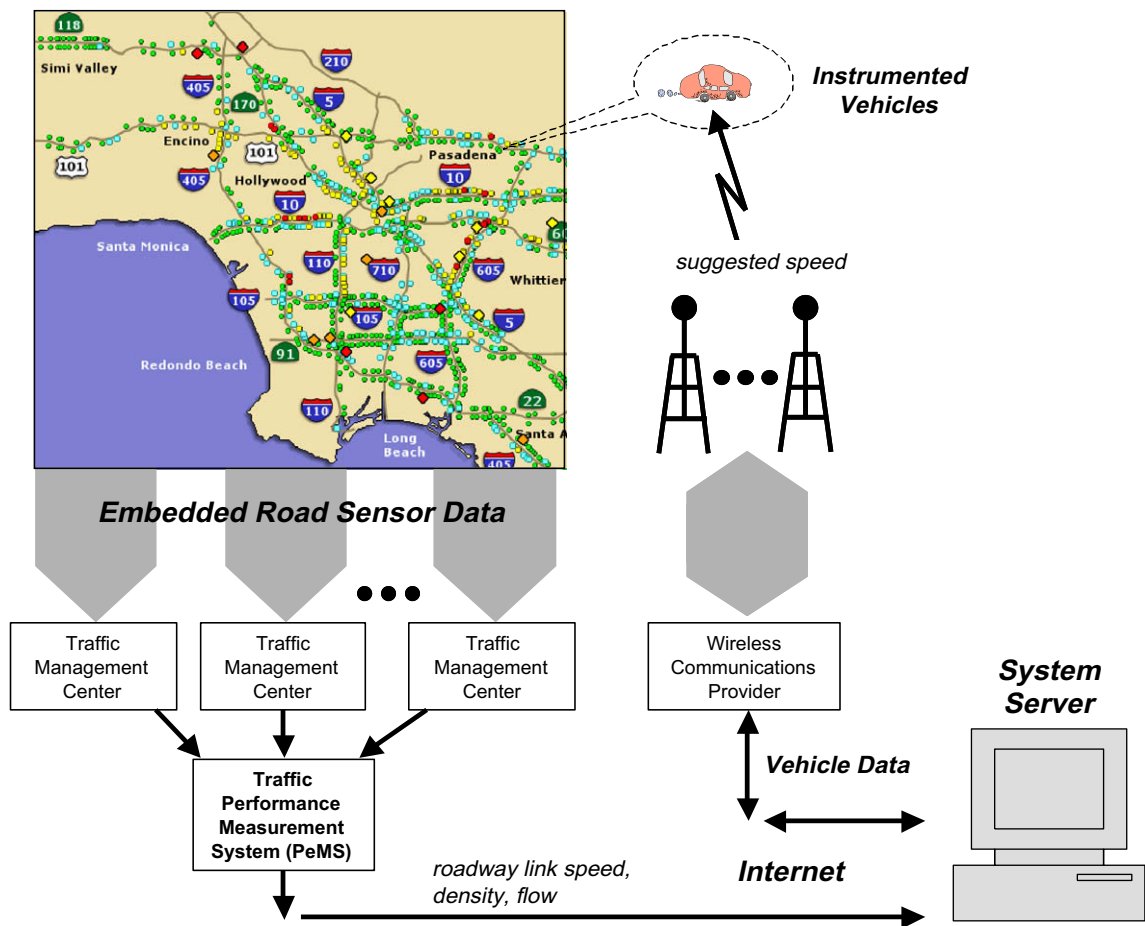 118
Simi Valley
210
405
5
170
Encino
101
101
Pasadena
405
Hollywood
10
10
Santa Monica
110
710
605
Whittier
105
105
5
91
Redondo Beach
605
110
22
Long
Beach
Santa A
405
Instrumented
Vehicles
suggested speed
Embedded Road Sensor Data
Traffic
Management
Center
Traffic
Management
Center
Traffic
Management
Center
Wireless
Communications
Provider
System
Server
Traffic
Performance
Measurement
System (PeMS)
Vehicle Data
Internet
roadway link speed,
density, flow